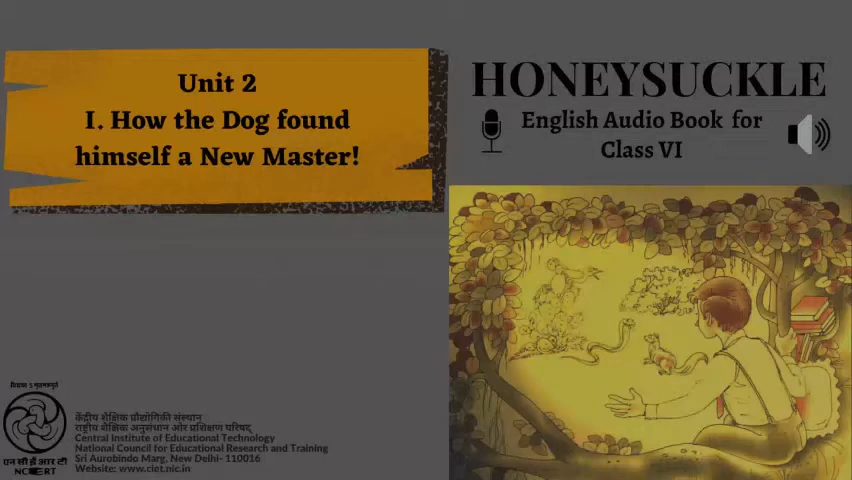 Unit 2
I. How the Dog found
himself a New Master!
HONEYSUCKLE
English Audio Book for
Class VI
एन सी ई आर टी
NCERT
केंद्रीय शैक्षिक प्रौद्योगिकी संस्थान
राष्ट्रीय शैक्षिक अनुसंधान और प्रशिक्षण परिषद्
Central Institute of Educational Technology
National Council for Educational Research and Training
Sri Aurobindo Marg, New Delhi- 110016
Website: www.ciet.nic.in